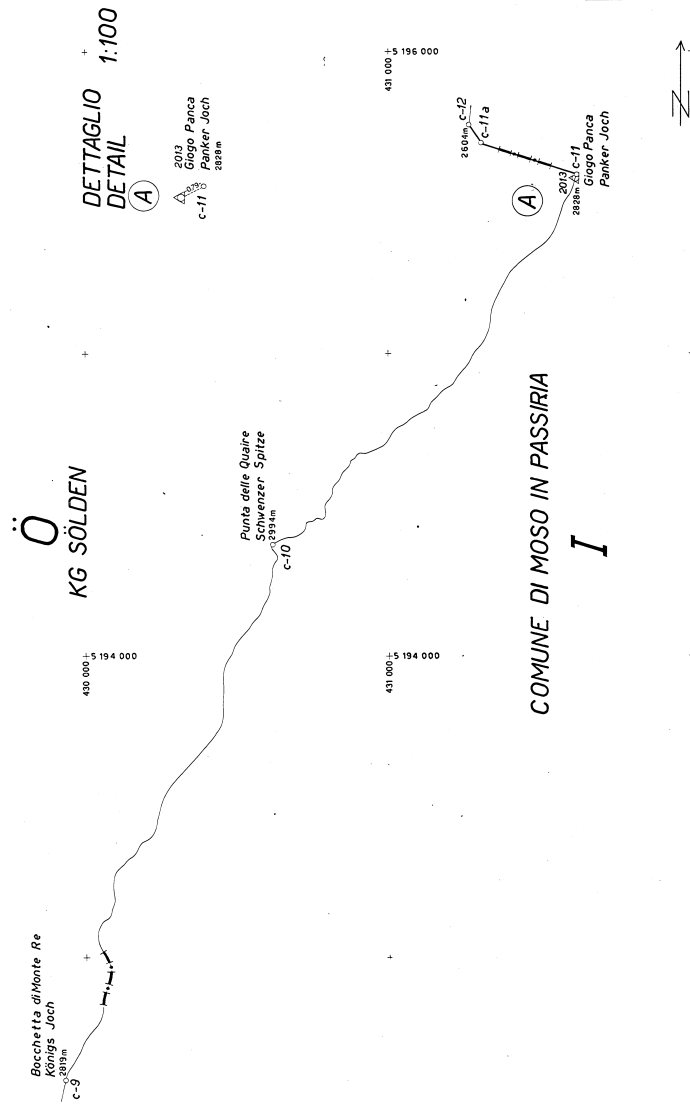 DETTAGLIO 1:100
DETAIL
A
2013
Giogo Panca
Panker Joch
2828m
0.79
c-11
431 000 5 196 000
2604m c-12
c-11a
A
2013
2828m c-11
Giogo Panca
Panker Joch
N
Ö
KG SÖLDEN
Punta delle Quaire
Schwenzer Spitze
2994m
c-10
430 000 5 194 000
431 000 5 194 000
COMUNE DI MOSO IN PASSIRIA
I
Bocchetta di Monte Re
Königs Joch
2819m
c-9